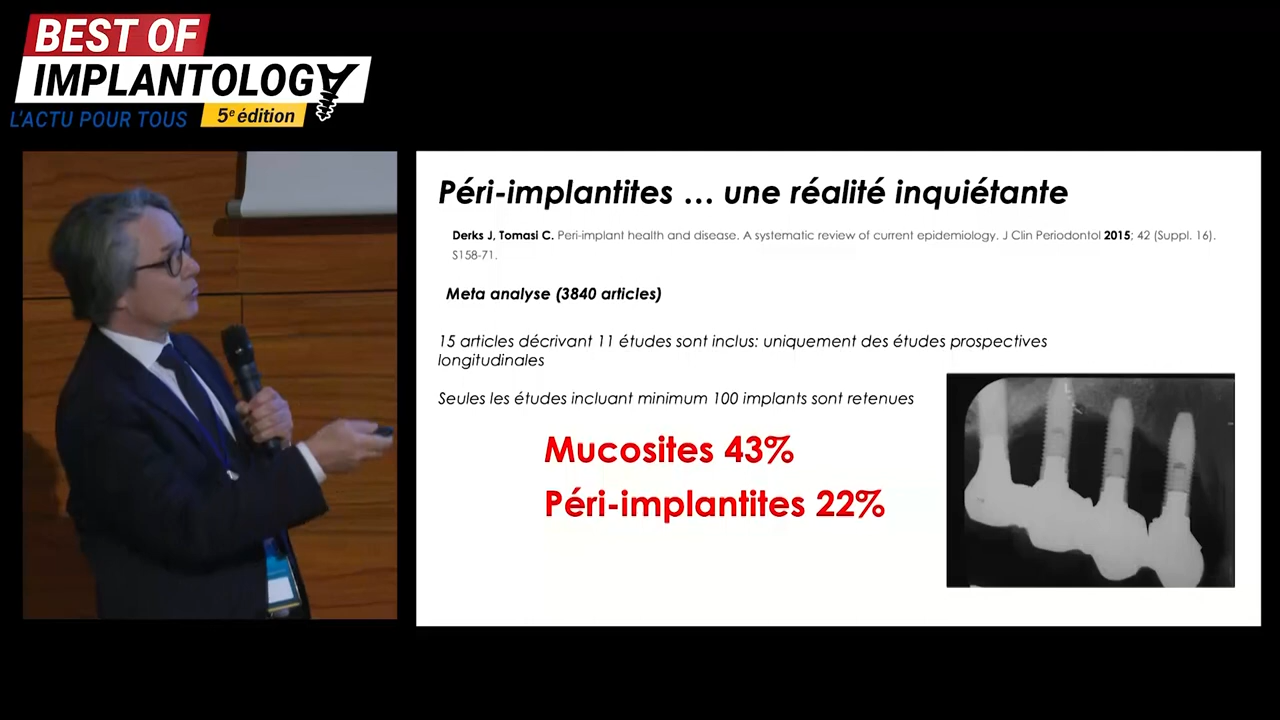 BEST OF
IMPLANTOLOGY
L'ACTU POUR TOUS
5e édition
Péri-implantites ... une réalité inquiétante
Derks J, Tomasi C. Peri-implant health and disease. A systematic review of current epidemiology. J Clin Periodontol 2015; 42 (Suppl. 16).
S158-71.
Meta analyse (3840 articles)
15 articles décrivant 11 études sont inclus: uniquement des études prospectives
longitudinales
Seules les études incluant minimum 100 implants sont retenues
Mucosites 43%
Péri-implantites 22%